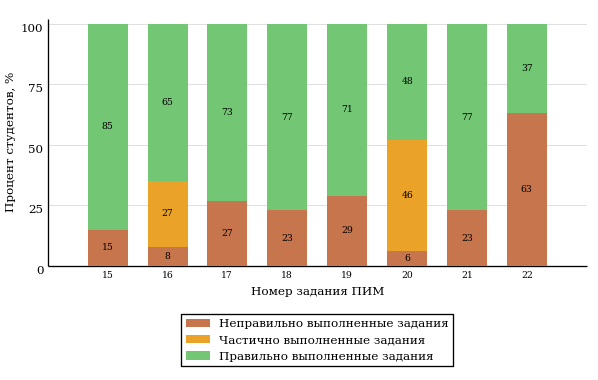 Процент студентов, %
100
75
50
25
0
85 65 73 77 71 48 77 37
27 46
15 8 27 23 29 6 23 63
15 16 17 18 19 20 21 22
Номер задания ПИМ
Неправильно выполненные задания
Частично выполненные задания
Правильно выполненные задания